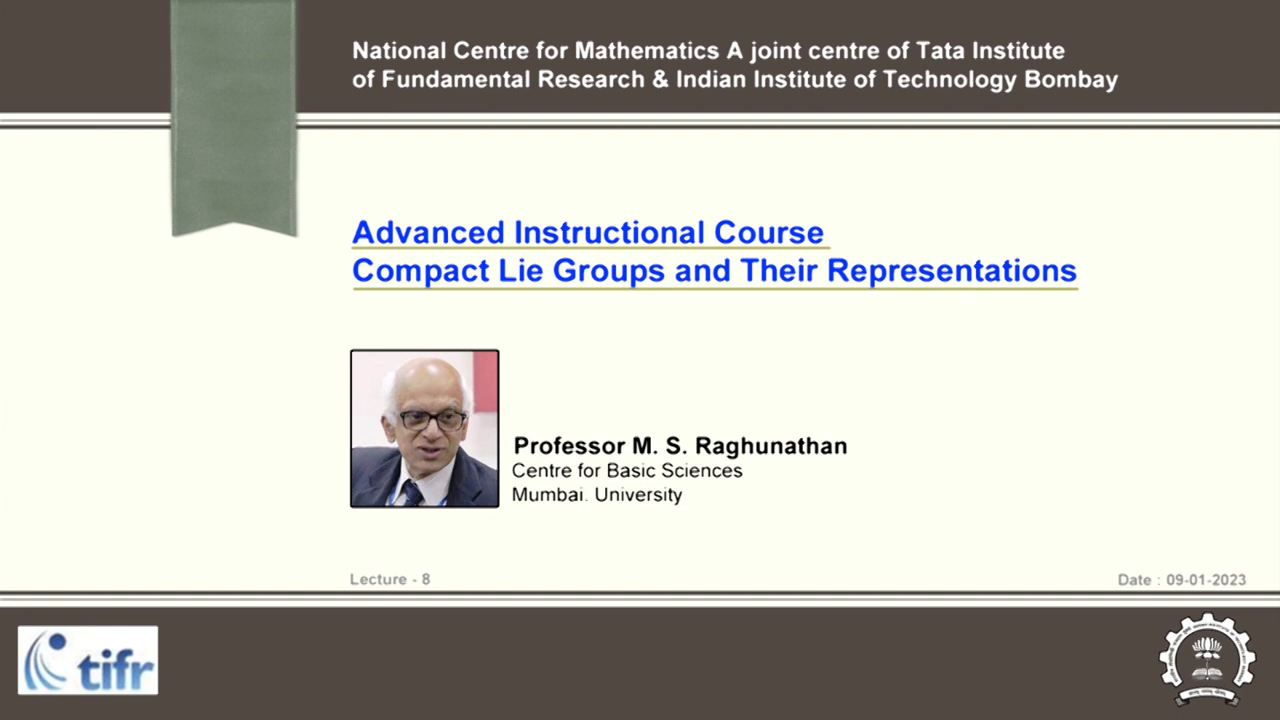 National Centre for Mathematics A joint centre of Tata Institute
of Fundamental Research & Indian Institute of Technology Bombay
Advanced Instructional Course
Compact Lie Groups and Their Representations
Professor M. S. Raghunathan
Centre for Basic Sciences
Mumbai. University
Lecture - 8
Date : 09-01-2023
tifr